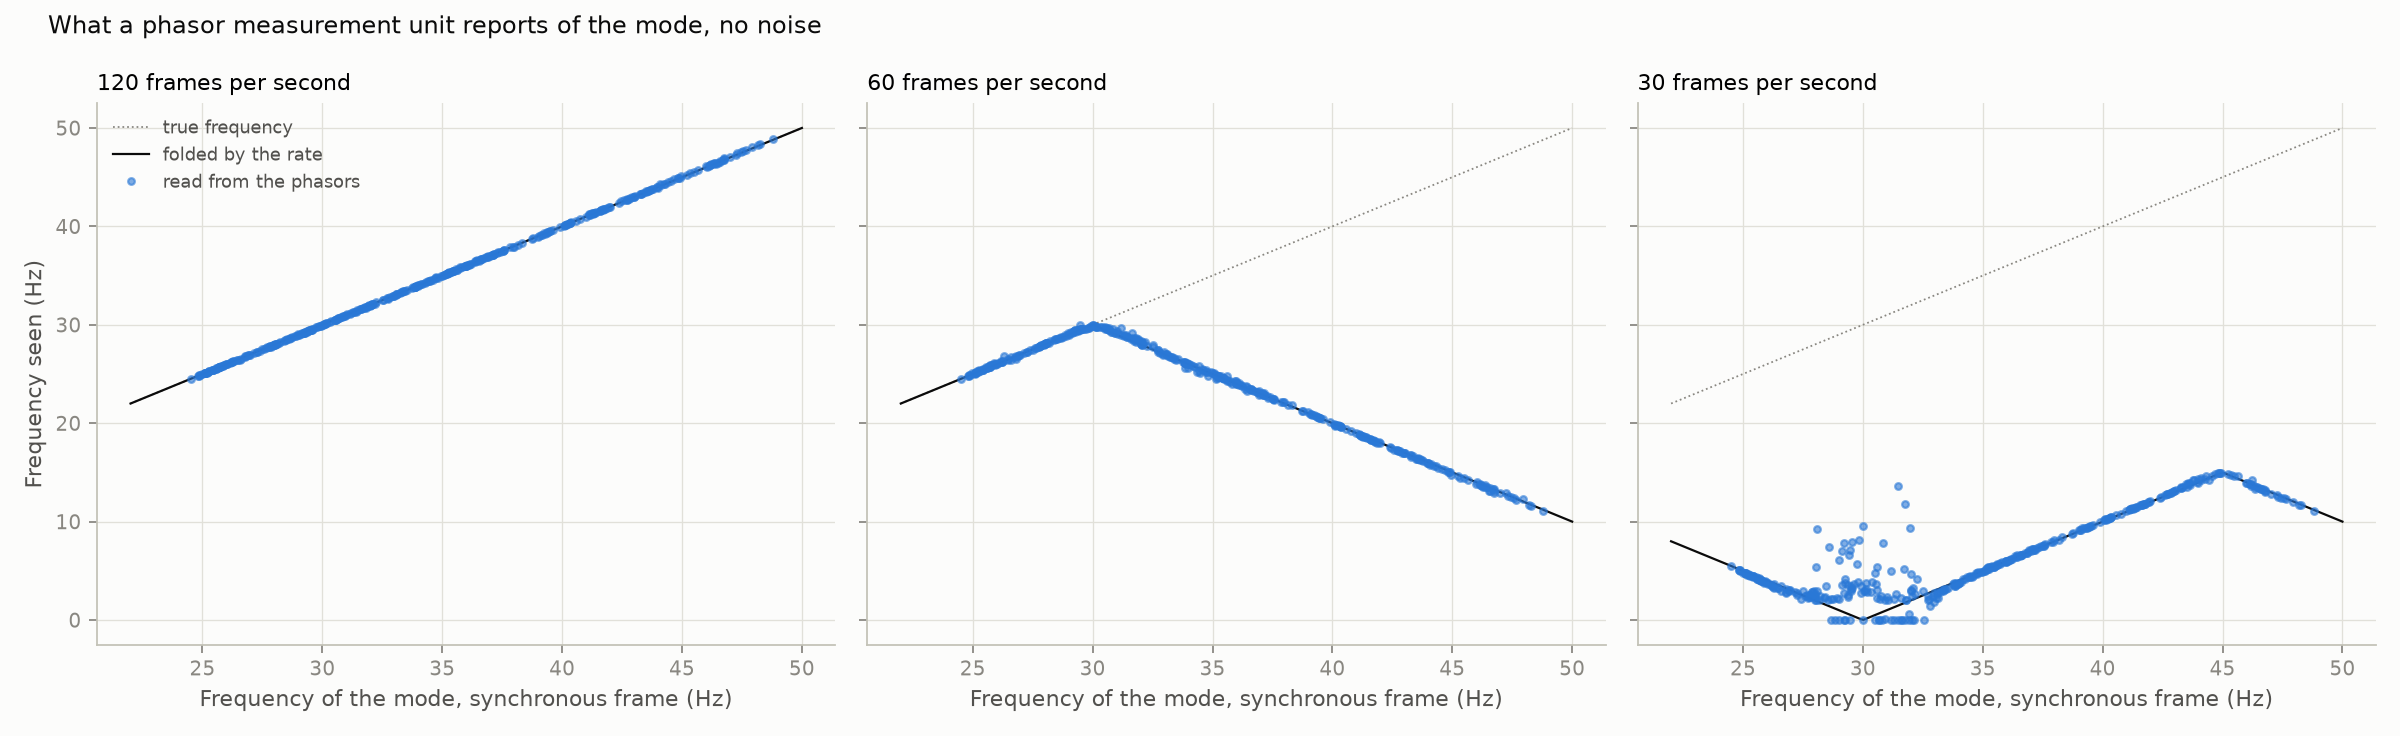 What a phasor measurement unit reports of the mode, no noise
120 frames per second
60 frames per second
30 frames per second
true frequency
folded by the rate
read from the phasors
Frequency seen (Hz)
50
40
30
20
10
0
25 30 35 40 45 50
25 30 35 40 45 50
25 30 35 40 45 50
Frequency of the mode, synchronous frame (Hz)
Frequency of the mode, synchronous frame (Hz)
Frequency of the mode, synchronous frame (Hz)